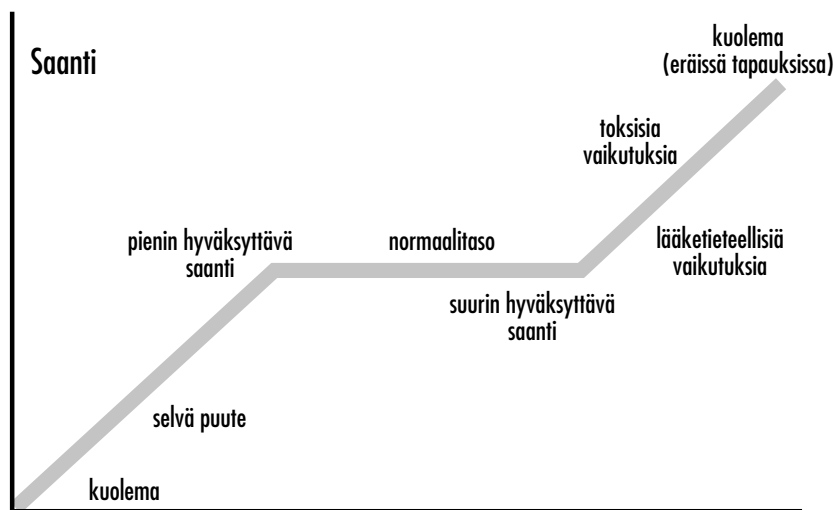 Saanti
kuolema
(eräissä tapauksissa)
toksisia
vaikutuksia
pienin hyväksyttävä
saanti
normaalitaso
lääketieteellisiä
vaikutuksia
suurin hyväksyttävä
saanti
selvä puute
kuolema